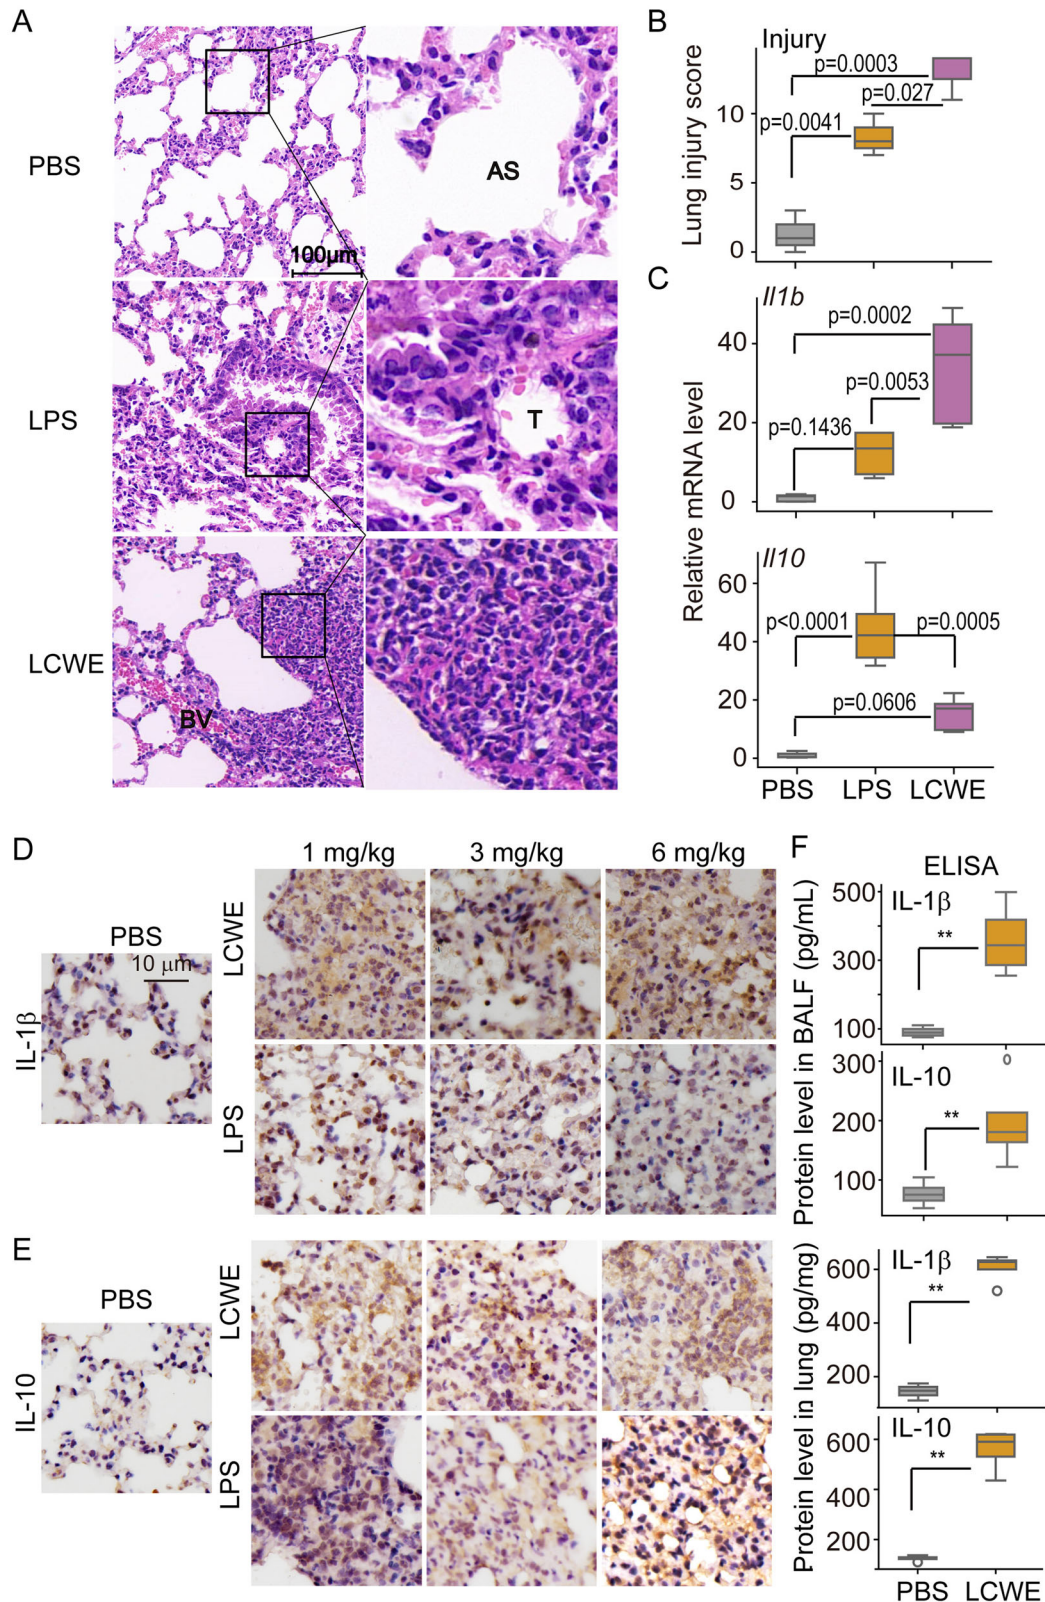 A
PBS
AS
100μm
LPS
T
LCWE
BV
B
Injury
Lung injury score
10
5
0
p=0.0003
p=0.027
p=0.0041
C
Relative mRNA level
Il1b
40
20
0
p=0.0002
p=0.0053
p=0.1436
Il10
60
40
20
0
p<0.0001
p=0.0005
p=0.0606
PBS LPS LCWE
D
1 mg/kg 3 mg/kg 6 mg/kg
PBS
10 μm
IL-1β
LCWE
LPS
E
PBS
IL-10
LCWE
LPS
F
ELISA
Protein level in BALF (pg/mL)
IL-1β
500
300
100
**
IL-10
300
200
100
**
Protein level in lung (pg/mg)
IL-1β
600
400
200
**
IL-10
600
400
200
**
PBS LCWE